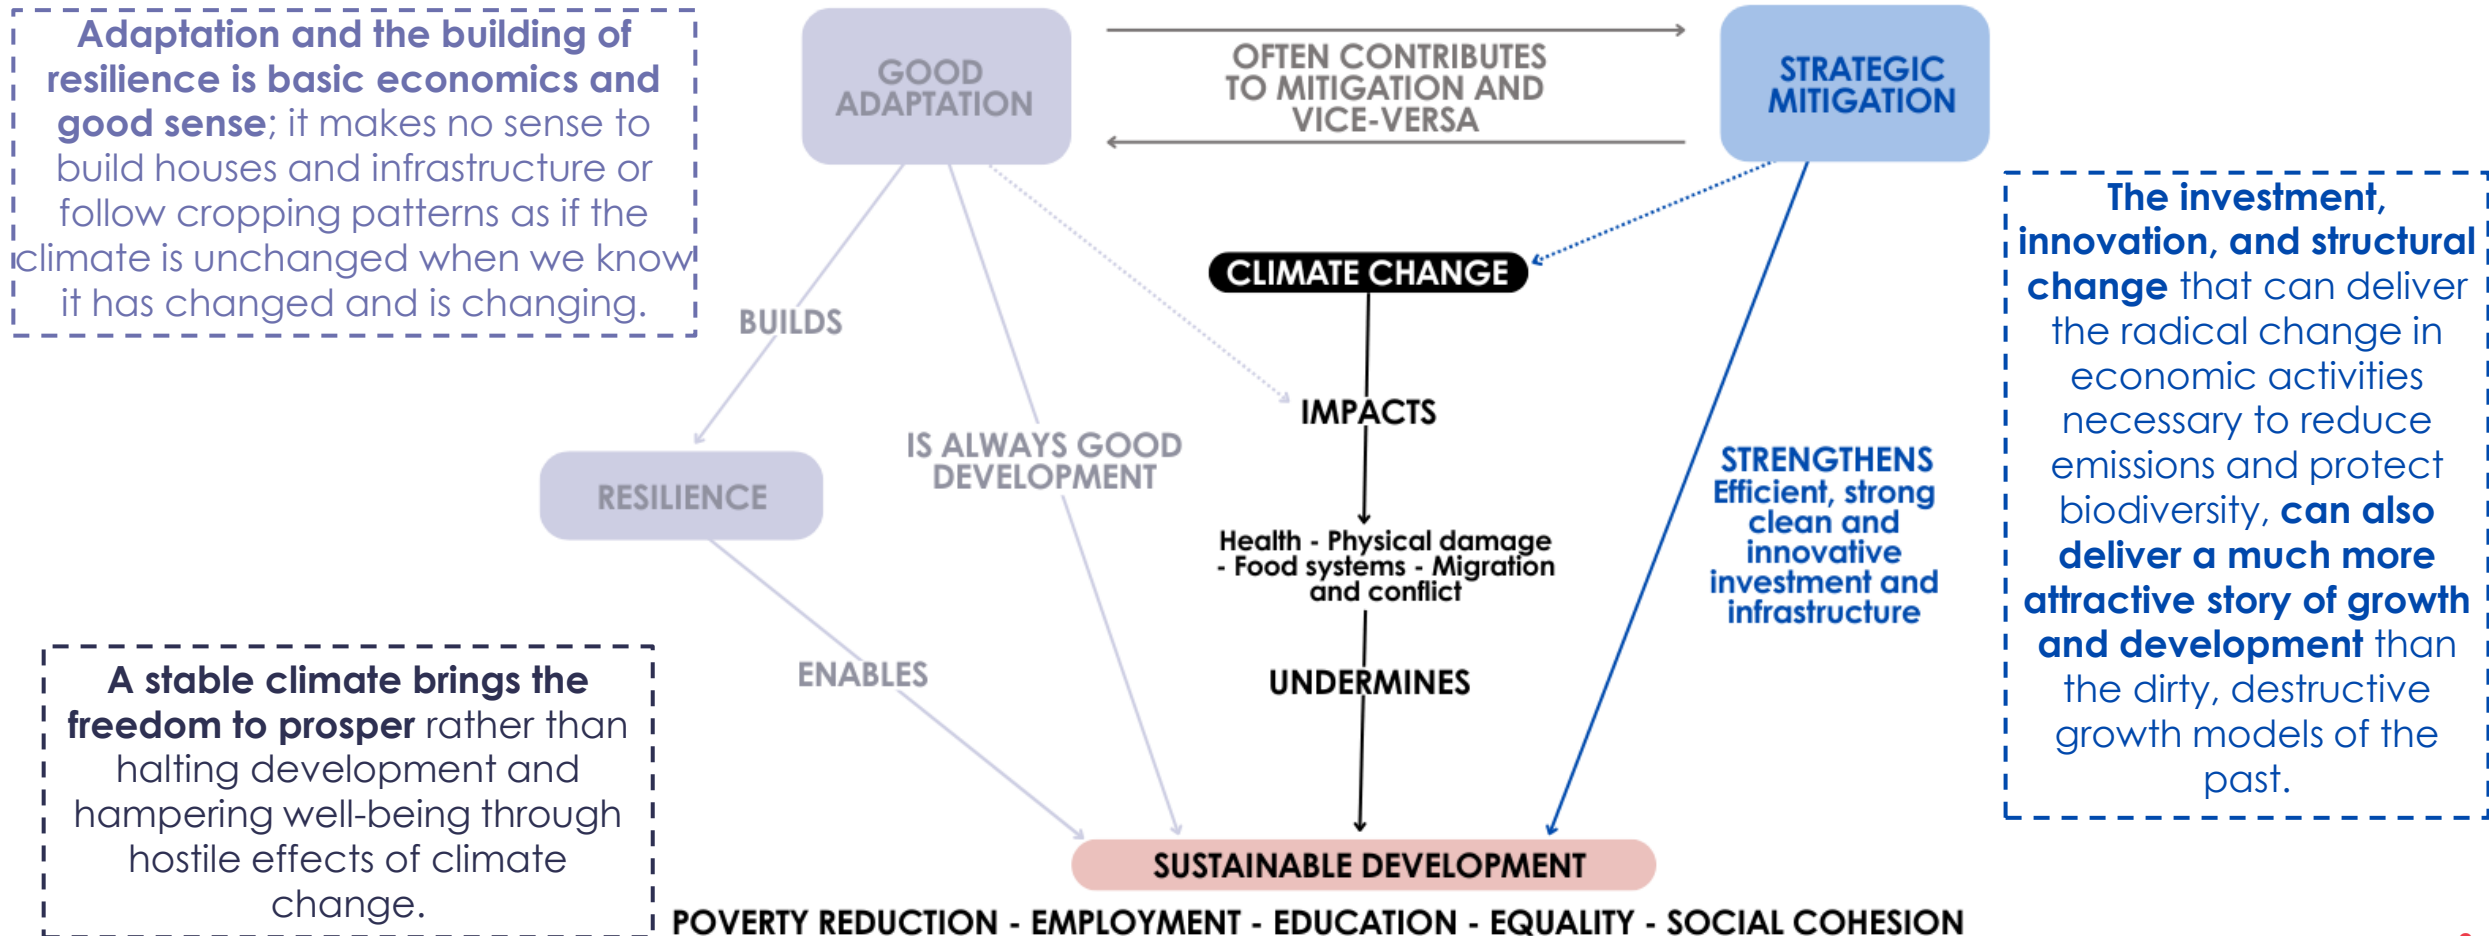 Adaptation and the building of
resilience is basic economics and
good sense; it makes no sense to
build houses and infrastructure or
follow cropping patterns as if the
climate is unchanged when we know
it has changed and is changing.
GOOD
ADAPTATION
OFTEN CONTRIBUTES
TO MITIGATION AND
VICE-VERSA
STRATEGIC
MITIGATION
CLIMATE CHANGE
BUILDS
IMPACTS
IS ALWAYS GOOD
DEVELOPMENT
RESILIENCE
Health - Physical damage
- Food systems - Migration
and conflict
STRENGTHENS
Efficient, strong
clean and
innovative
investment and
infrastructure
The investment,
innovation, and structural
change that can deliver
the radical change in
economic activities
necessary to reduce
emissions and protect
biodiversity, can also
deliver a much more
attractive story of growth
and development than
the dirty, destructive
growth models of the
past.
ENABLES
UNDERMINES
A stable climate brings the
freedom to prosper rather than
halting development and
hampering well-being through
hostile effects of climate
change.
SUSTAINABLE DEVELOPMENT
POVERTY REDUCTION - EMPLOYMENT - EDUCATION - EQUALITY - SOCIAL COHESION